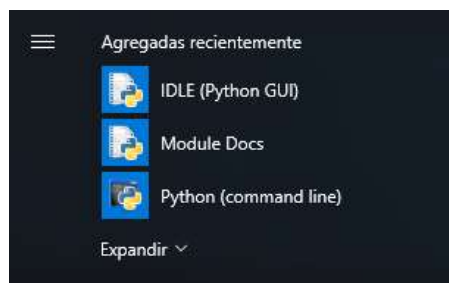 Agregadas recientemente
IDLE (Python GUI)
Module Docs
Python (command line)
Expandir